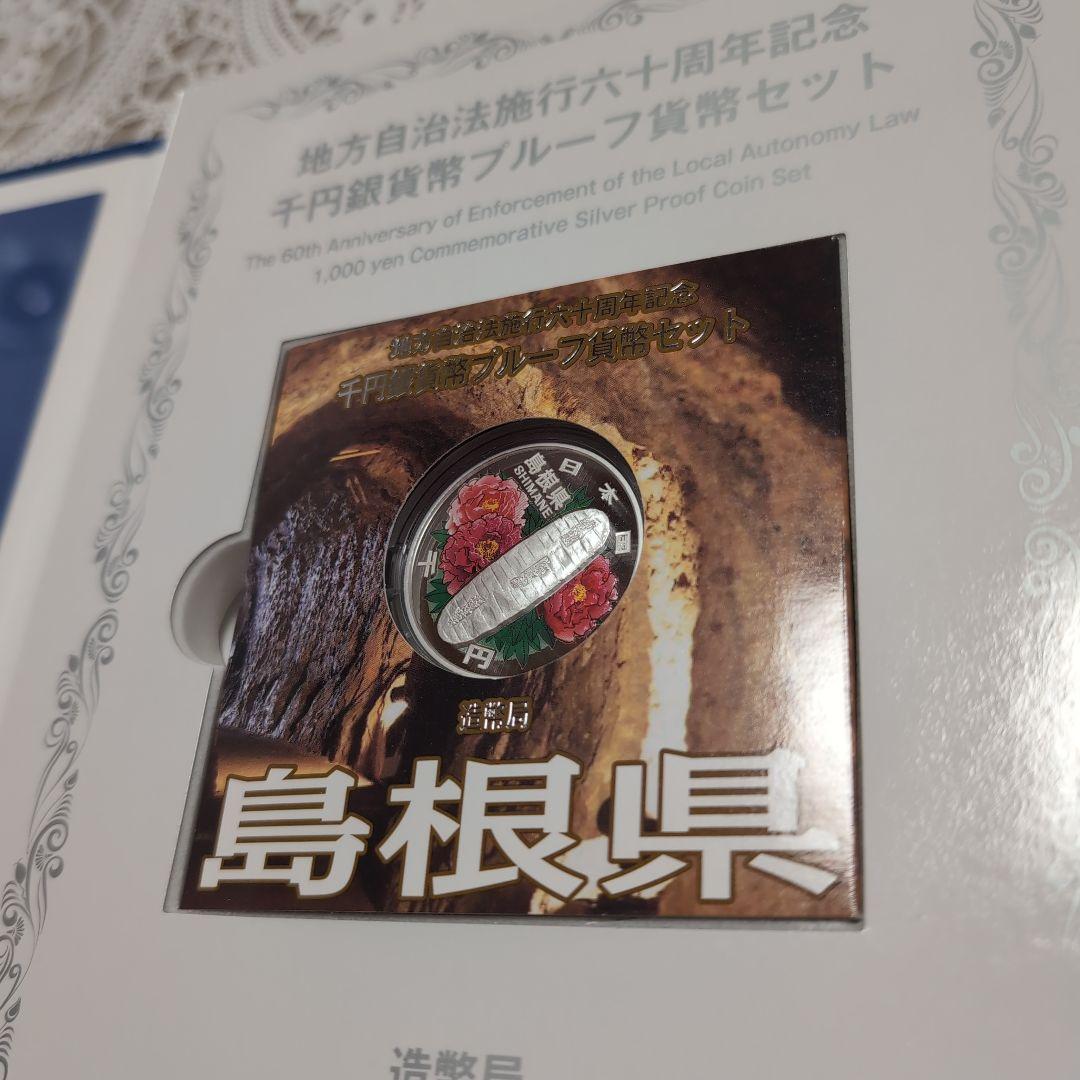 地方自治法施行六十周年記念
千円銀貨幣プルーフ貨幣セット
The 60th Anniversary of Enforcement of the Local Autonomy Law
1,000 yen Commemorative Silver Proof Coin Set
地方自治法施行六十周年記念
千円銀貨幣プルーフ貨幣セット
日本国
島根県
SHIMANE
千円
造幣局
島根県
造幣局